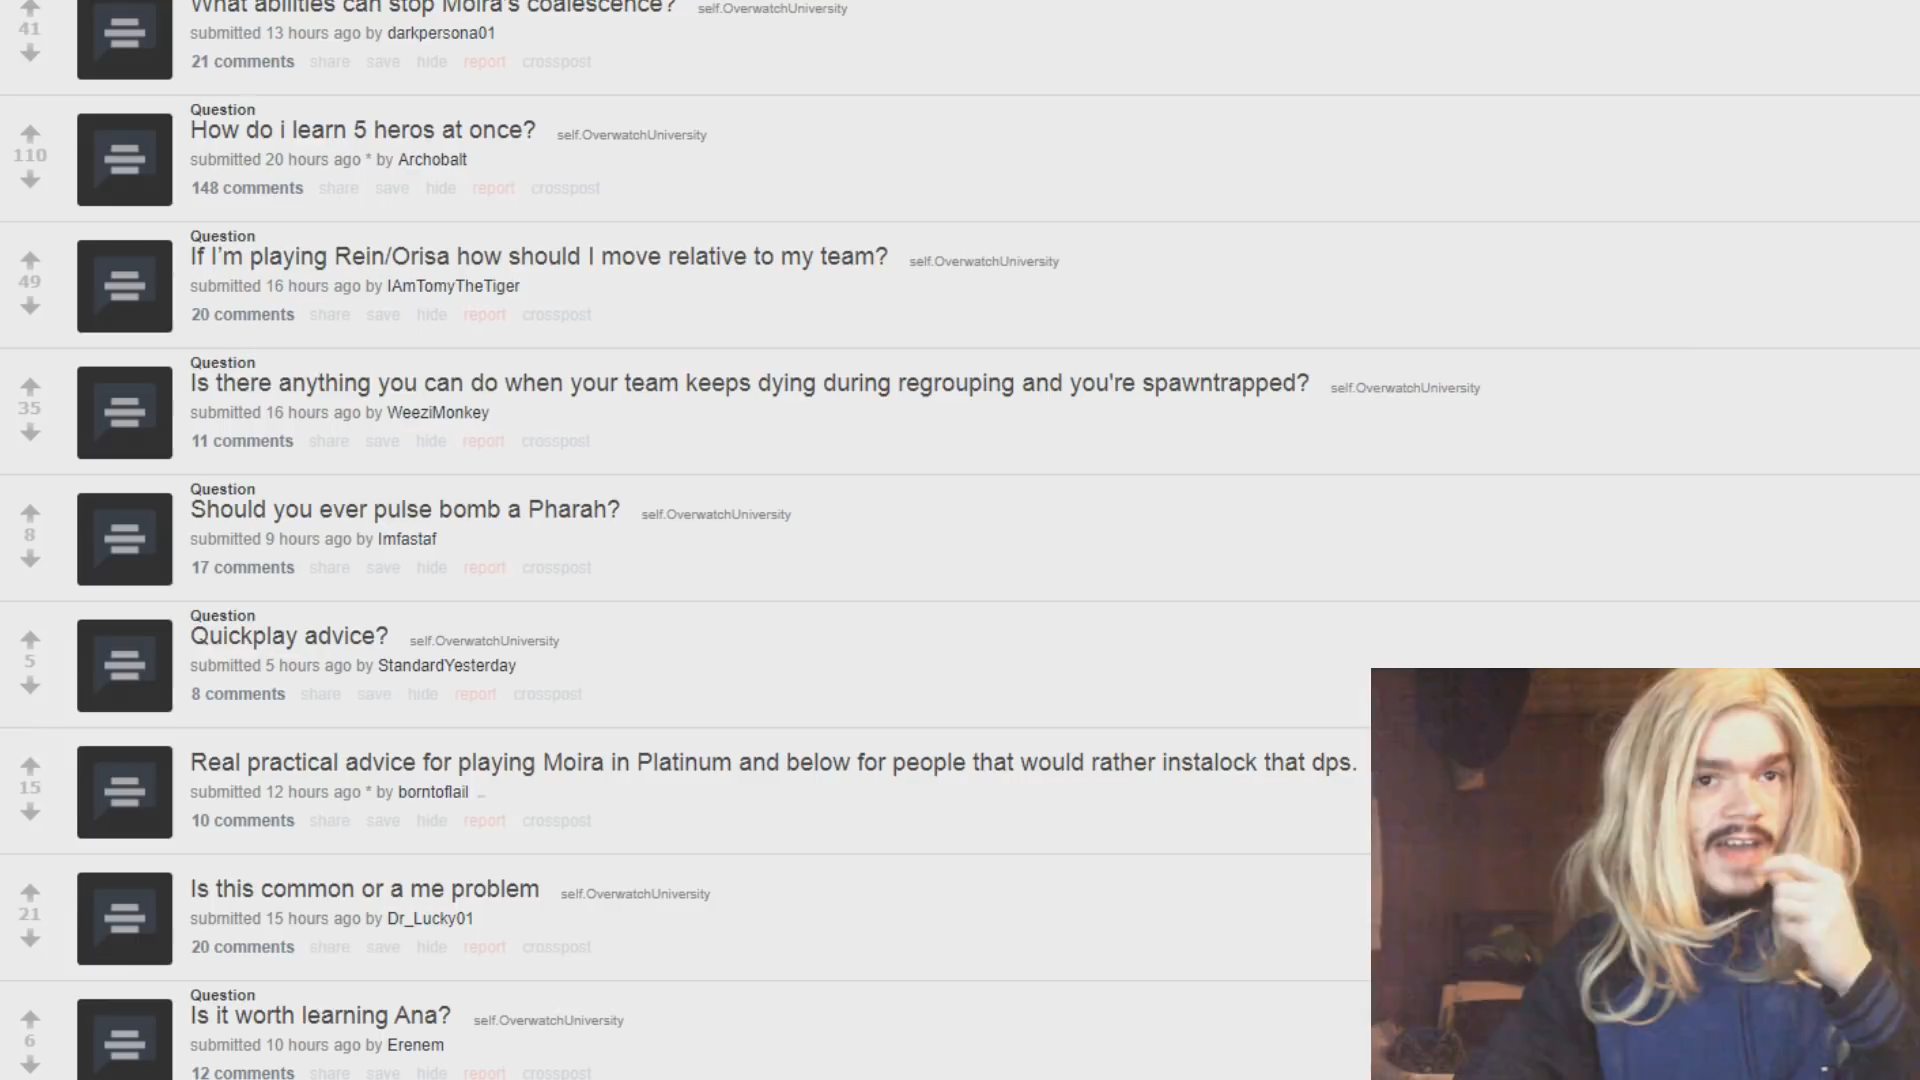 What abilities can stop Moira's coalescence? self.OverwatchUniversity
41
submitted 13 hours ago by darkpersona01
21 comments share save hide report crosspost
Question
How do i learn 5 heros at once? self.OverwatchUniversity
110
submitted 20 hours ago * by Archobalt
148 comments share save hide report crosspost
Question
If I’m playing Rein/Orisa how should I move relative to my team? self.OverwatchUniversity
49
submitted 16 hours ago by IAmTomyTheTiger
20 comments share save hide report crosspost
Question
Is there anything you can do when your team keeps dying during regrouping and you're spawntrapped? self.OverwatchUniversity
35
submitted 16 hours ago by WeeziMonkey
11 comments share save hide report crosspost
Question
Should you ever pulse bomb a Pharah? self.OverwatchUniversity
8
submitted 9 hours ago by Imfastaf
17 comments share save hide report crosspost
Question
Quickplay advice? self.OverwatchUniversity
5
submitted 5 hours ago by StandardYesterday
8 comments share save hide report crosspost
Real practical advice for playing Moira in Platinum and below for people that would rather instalock that dps.
15
submitted 12 hours ago * by borntoflail
10 comments share save hide report crosspost
Is this common or a me problem self.OverwatchUniversity
21
submitted 15 hours ago by Dr_Lucky01
20 comments share save hide report crosspost
Question
Is it worth learning Ana? self.OverwatchUniversity
6
submitted 10 hours ago by Erenem
12 comments share save hide report crosspost